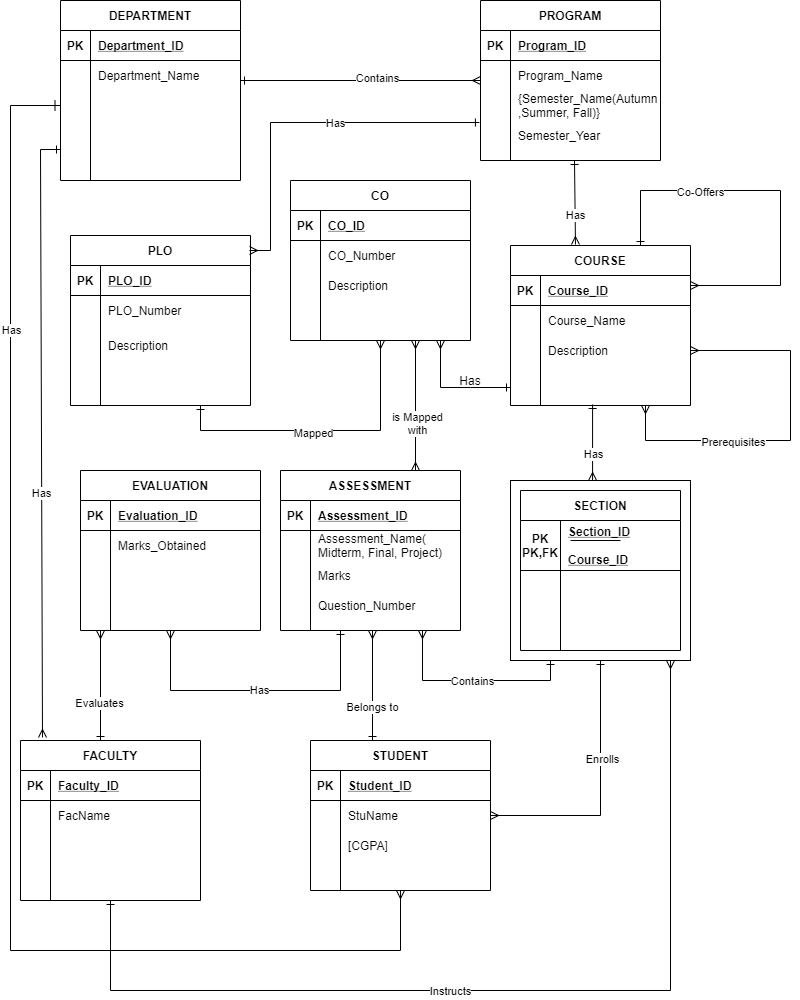 DEPARTMENT
PK Department_ID
Department_Name
PROGRAM
PK Program_ID
Program_Name
{Semester_Name(Autumn
,Summer, Fall)}
Semester_Year
Contains
Has
CO
PK CO_ID
CO_Number
Description
Has
Co-Offers
PLO
PK PLO_ID
PLO_Number
Description
COURSE
PK Course_ID
Course_Name
Description
Has
Has
Mapped
is Mapped
with
Prerequisites
Has
Has
EVALUATION
PK Evaluation_ID
Marks_Obtained
ASSESSMENT
PK Assessment_ID
Assessment_Name(
Midterm, Final, Project)
Marks
Question_Number
SECTION
PK Section_ID
PK,FK Course_ID
Has
Contains
Evaluates
Belongs to
Enrolls
FACULTY
PK Faculty_ID
FacName
STUDENT
PK Student_ID
StuName
[CGPA]
Instructs